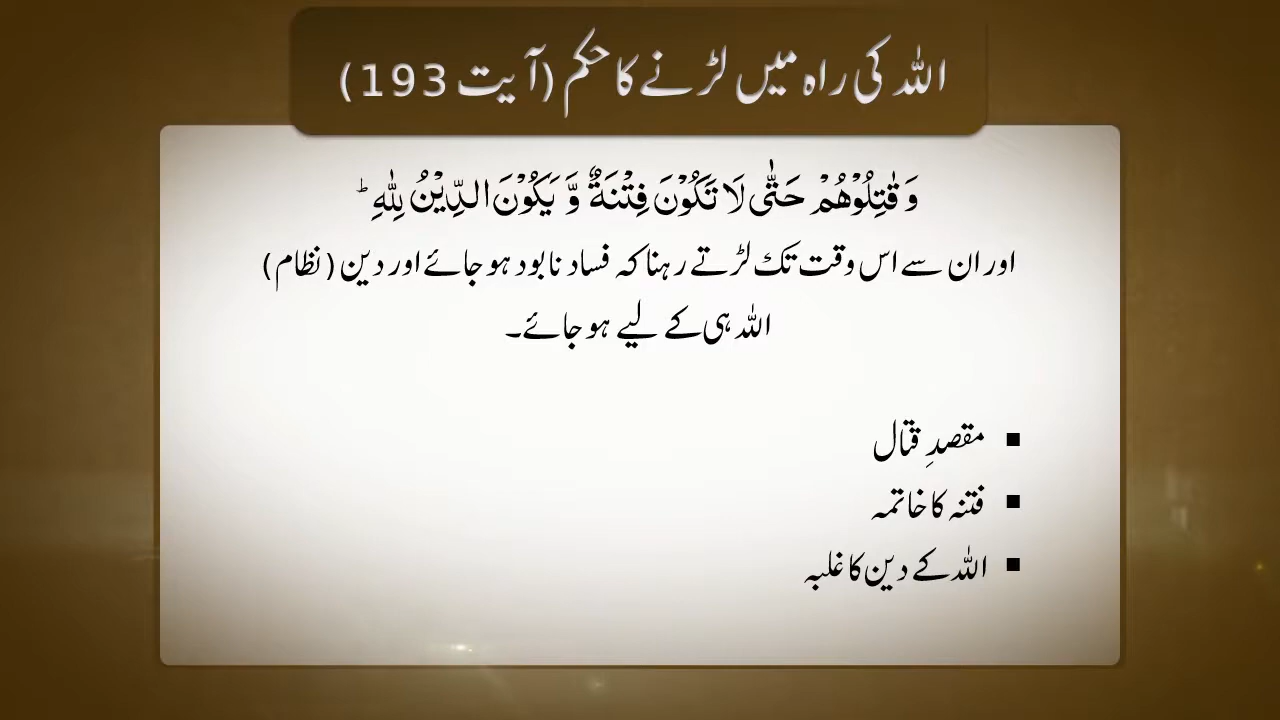 اللہ کی راہ میں لڑنے کا حکم (آیت 193)
وَ قٰتِلُوْهُمْ حَتّٰى لَا تَكُوْنَ فِتْنَةٌ وَّ يَكُوْنَ الدِّيْنُ لِلّٰهِ ؕ
اور ان سے اس وقت تک لڑتے رہنا کہ فساد نابود ہو جائے اور دین (نظام)
اللہ ہی کے لیے ہو جائے۔
▪ مقصدِ قتال
▪ فتنہ کا خاتمہ
▪ اللہ کے دین کا غلبہ